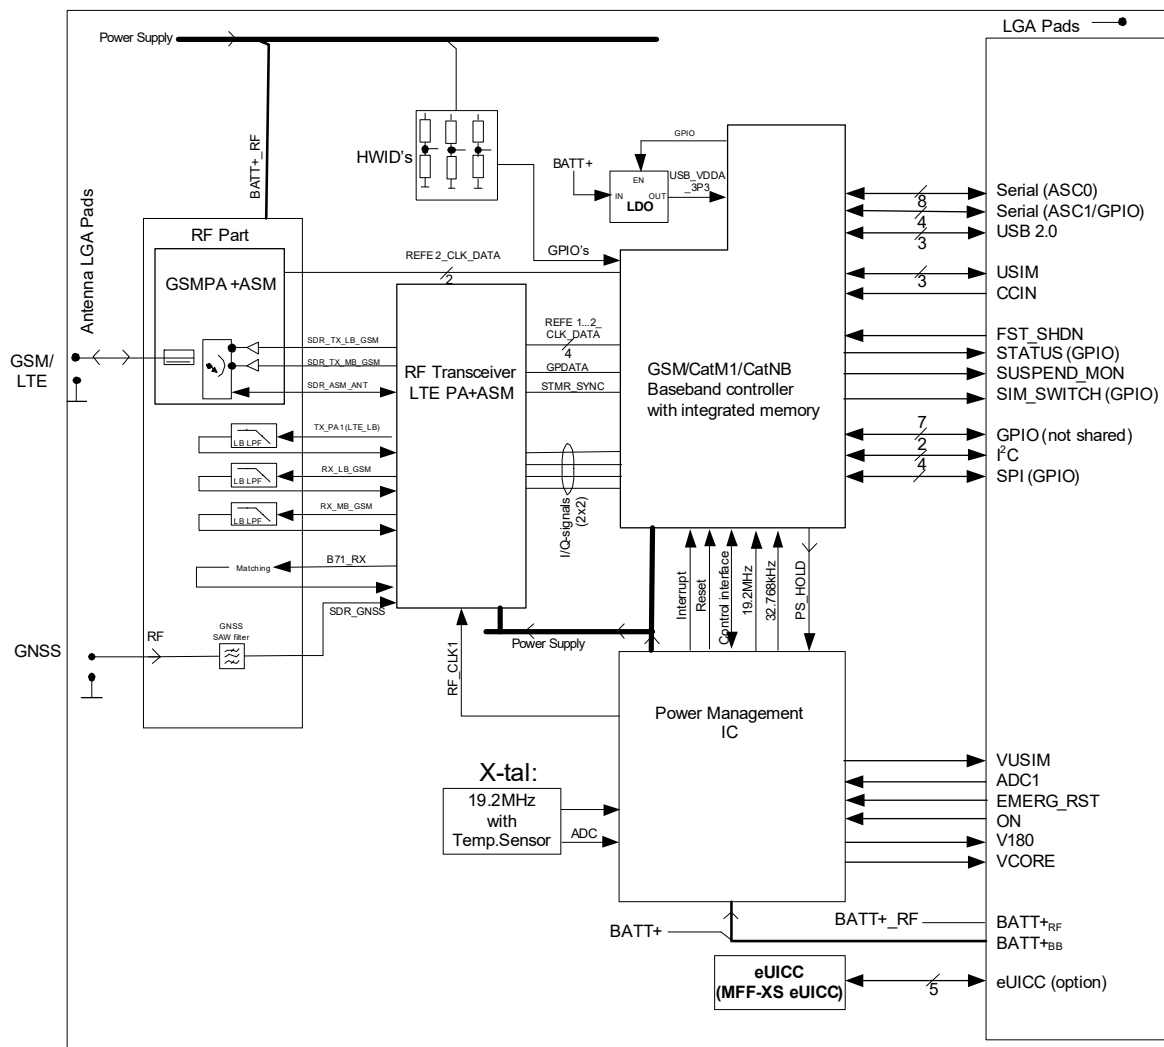 LGA Pads
Power Supply
BATT+_RF
HWID's
GPIO
BATT+
EN
IN
OUT
LDO
USB_VDDA
_3P3
GPIO's
Antenna LGA Pads
RF Part
GSMPA +ASM
REFE 2_CLK_DATA
2
GSM/
LTE
SDR_TX_LB_GSM
SDR_TX_MB_GSM
SDR_ASM_ANT
TX_PA1(LTE_LB)
LB LPF
RX_LB_GSM
LB LPF
RX_MB_GSM
LB LPF
B71_RX
Matching
SDR_GNSS
GNSS
SAW filter
RF
GNSS
RF Transceiver
LTE PA+ASM
REFE 1...2_
CLK_DATA
4
GPDATA
STMR_SYNC
I/Q-signals
(2x2)
GSM/CatM1/CatNB
Baseband controller
with integrated memory
Serial (ASC0)
8
Serial (ASC1/GPIO)
4
USB 2.0
3
USIM
3
CCIN
FST_SHDN
STATUS (GPIO)
SUSPEND_MON
SIM_SWITCH (GPIO)
7
GPIO (not shared)
2
I2C
4
SPI (GPIO)
Interrupt
Reset
Control interface
19.2MHz
32.768kHz
PS_HOLD
Power Supply
RF_CLK1
Power Management
IC
X-tal:
19.2MHz
with
Temp.Sensor
ADC
VUSIM
ADC1
EMERG_RST
ON
V180
VCORE
BATT+_RF
BATT+RF
BATT+
BATT+BB
eUICC
(MFF-XS eUICC)
5
eUICC (option)